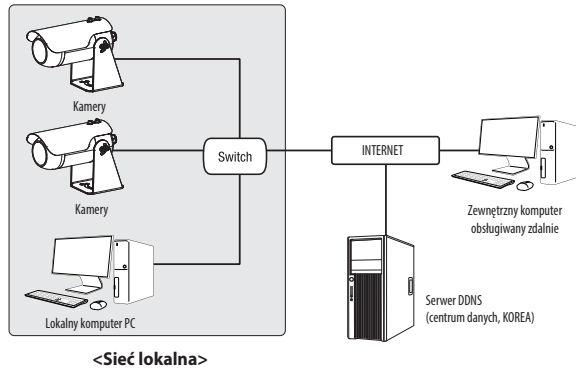 Kamery
Kamery
Switch
INTERNET
Zewnętrzny komputer
obsługiwany zdalnie
Lokalny komputer PC
Serwer DDNS
(centrum danych, KOREA)
<Sieć lokalna>